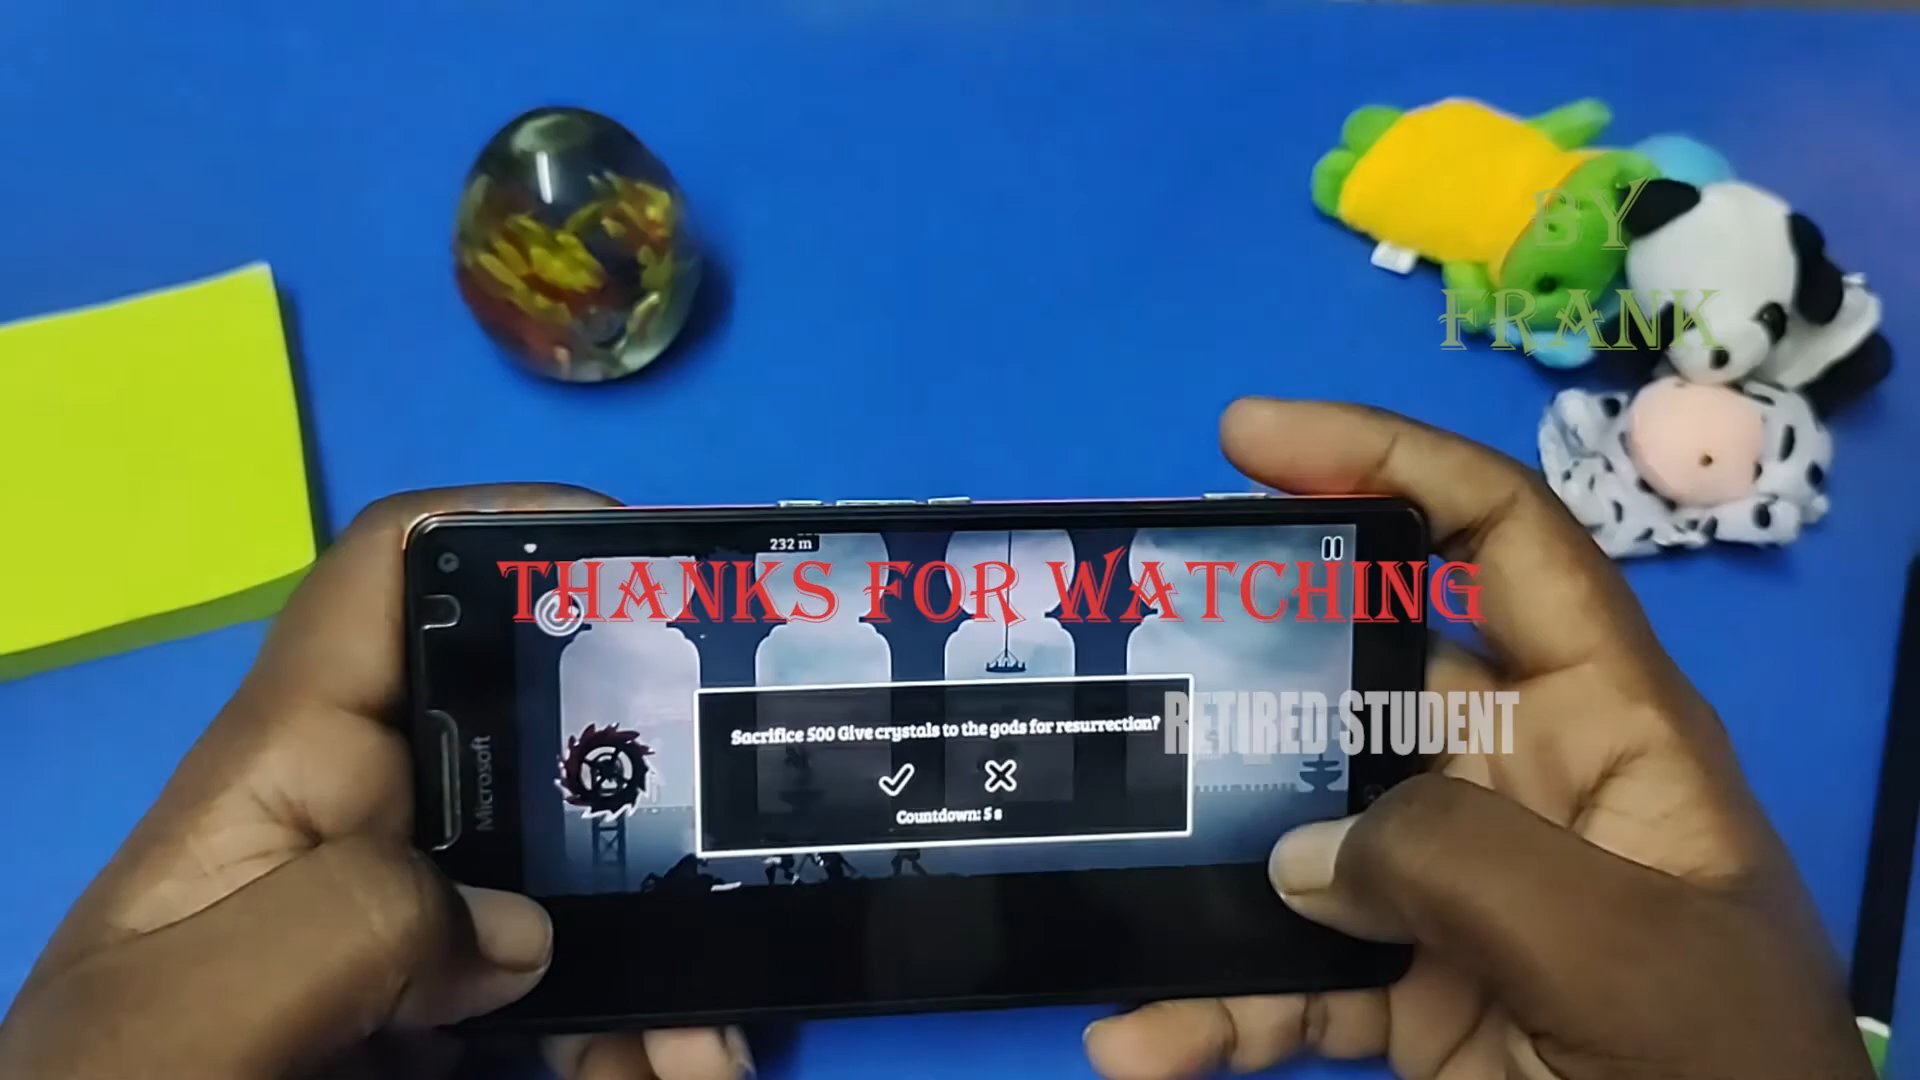 BY
FRANK
232 m
THANKS FOR WATCHING
RETIRED STUDENT
Sacrifice 500 Give crystals to the gods for resurrection?
Countdown: 5 s
Microsoft